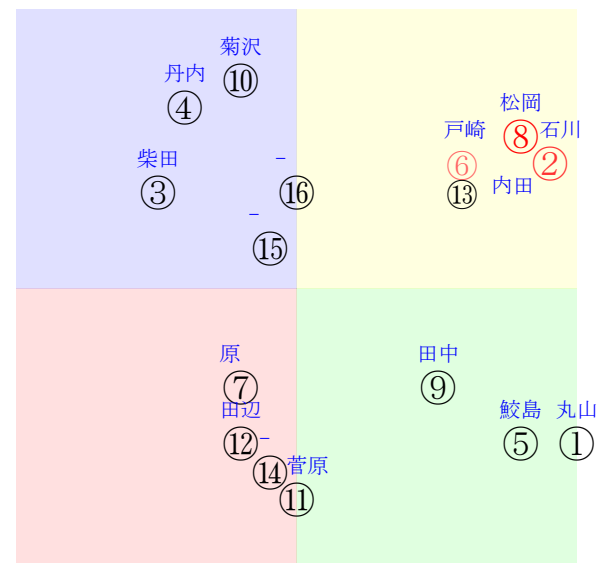 菊沢
⑩
丹内
④
柴田
③
–
⑯
–
⑮
松岡
⑧
石川
②
戸崎
⑥
内田
⑬
原
⑦
田辺
⑫
–
⑭
菅原
⑪
田中
⑨
鮫島
⑤
丸山
①